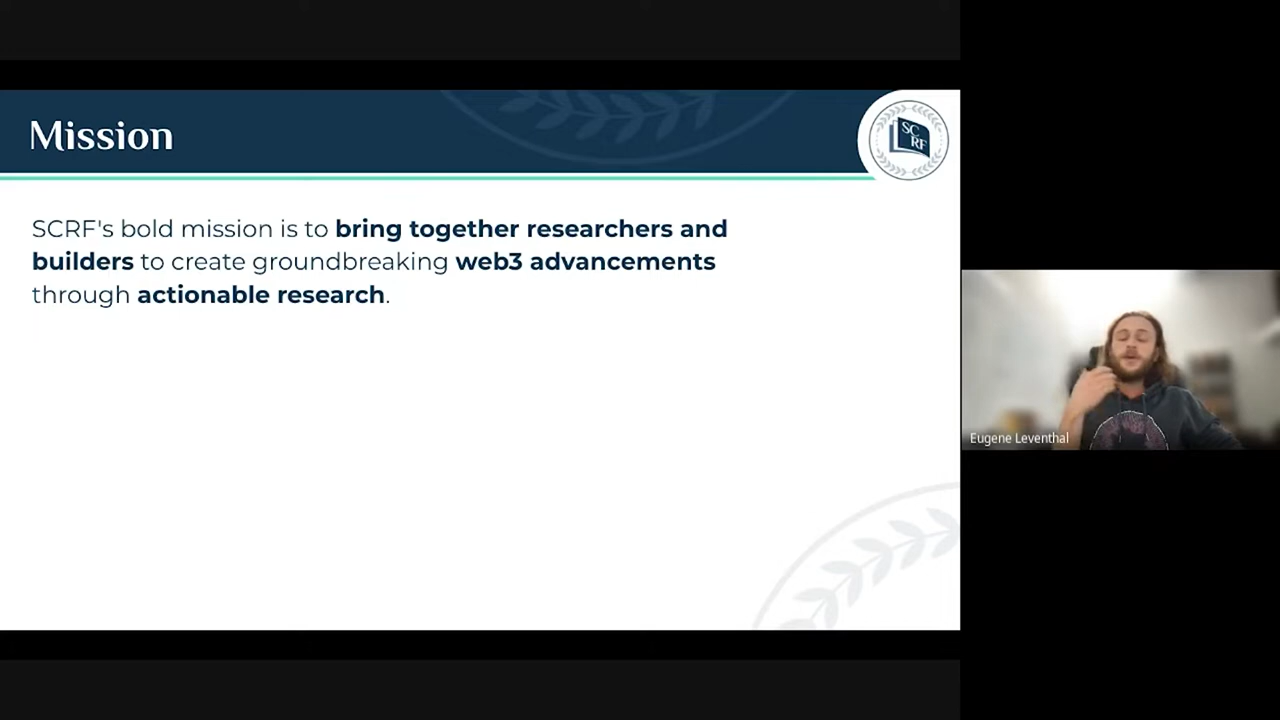 Mission
SC
RF
SCRF's bold mission is to bring together researchers and
builders to create groundbreaking web3 advancements
through actionable research.
Eugene Leventhal